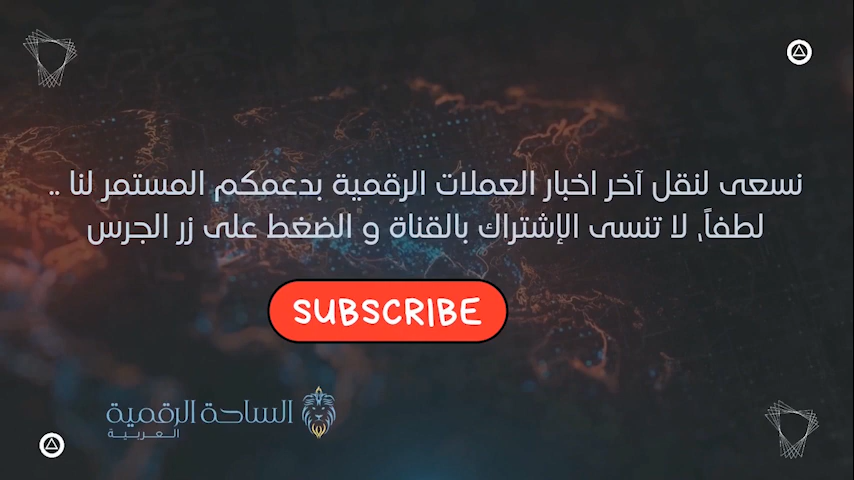 نسعى لنقل آخر اخبار العملات الرقمية بدعمكم المستمر لنا ..
لطفاً، لا تنسى الإشتراك بالقناة و الضغط على زر الجرس
SUBSCRIBE
الساحة الرقمية
العربية